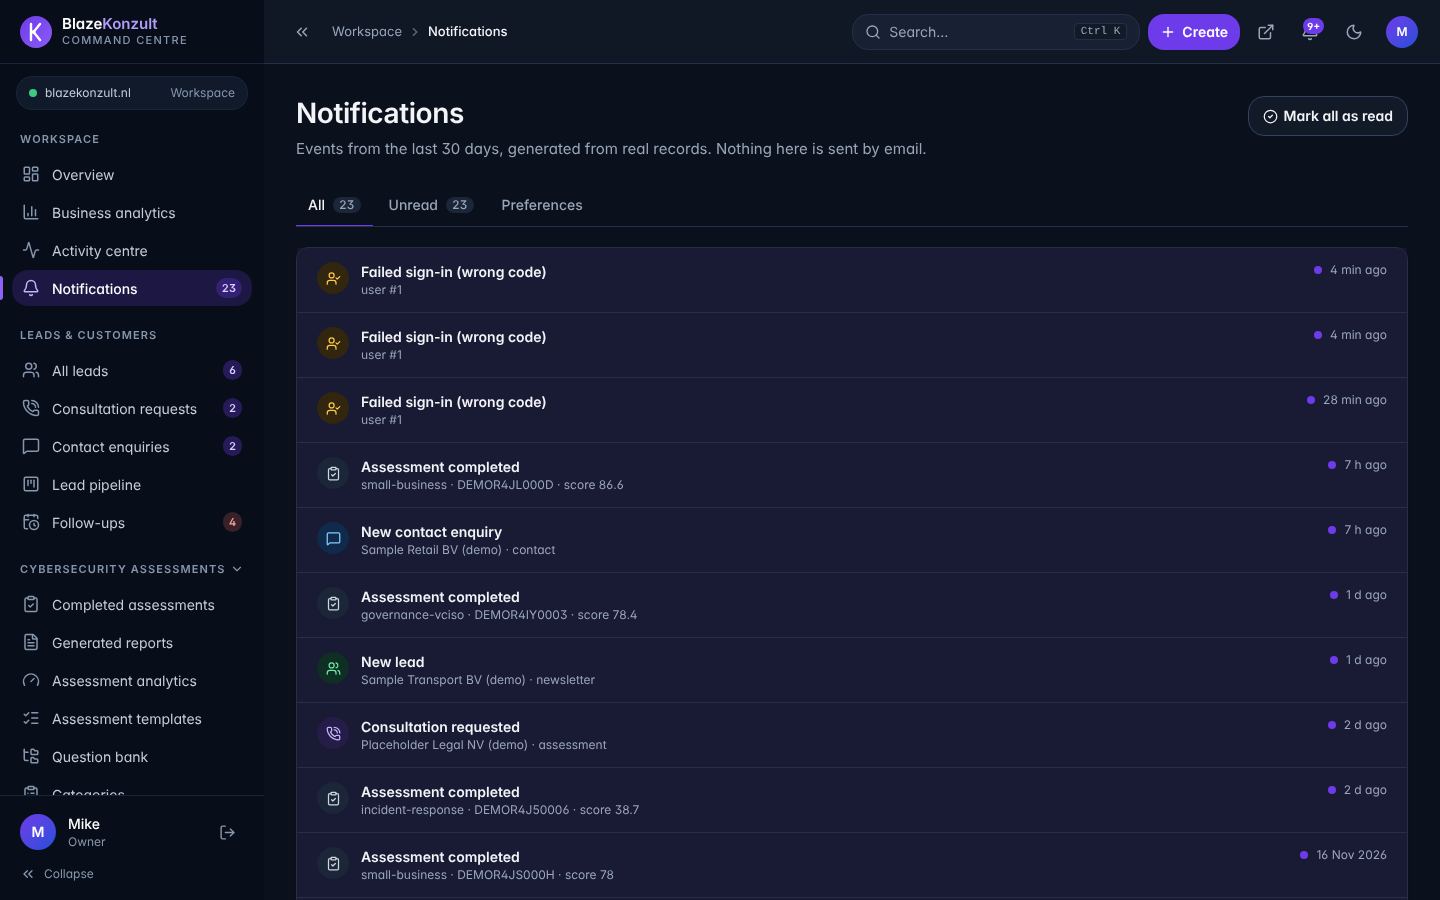 BlazeKonzult
COMMAND CENTRE
Workspace > Notifications
Search...
Ctrl K
+ Create
9+
M
blazekonzult.nl Workspace
WORKSPACE
Overview
Business analytics
Activity centre
Notifications 23
LEADS & CUSTOMERS
All leads 6
Consultation requests 2
Contact enquiries 2
Lead pipeline
Follow-ups 4
CYBERSECURITY ASSESSMENTS
Completed assessments
Generated reports
Assessment analytics
Assessment templates
Question bank
Categories
M
Mike
Owner
Collapse
Notifications
Mark all as read
Events from the last 30 days, generated from real records. Nothing here is sent by email.
All 23 Unread 23 Preferences
Failed sign-in (wrong code) 4 min ago
user #1
Failed sign-in (wrong code) 4 min ago
user #1
Failed sign-in (wrong code) 28 min ago
user #1
Assessment completed 7 h ago
small-business · DEMOR4JL000D · score 86.6
New contact enquiry 7 h ago
Sample Retail BV (demo) · contact
Assessment completed 1 d ago
governance-vciso · DEMOR4IY0003 · score 78.4
New lead 1 d ago
Sample Transport BV (demo) · newsletter
Consultation requested 2 d ago
Placeholder Legal NV (demo) · assessment
Assessment completed 2 d ago
incident-response · DEMOR4J50006 · score 38.7
Assessment completed 16 Nov 2026
small-business · DEMOR4JS000H · score 78